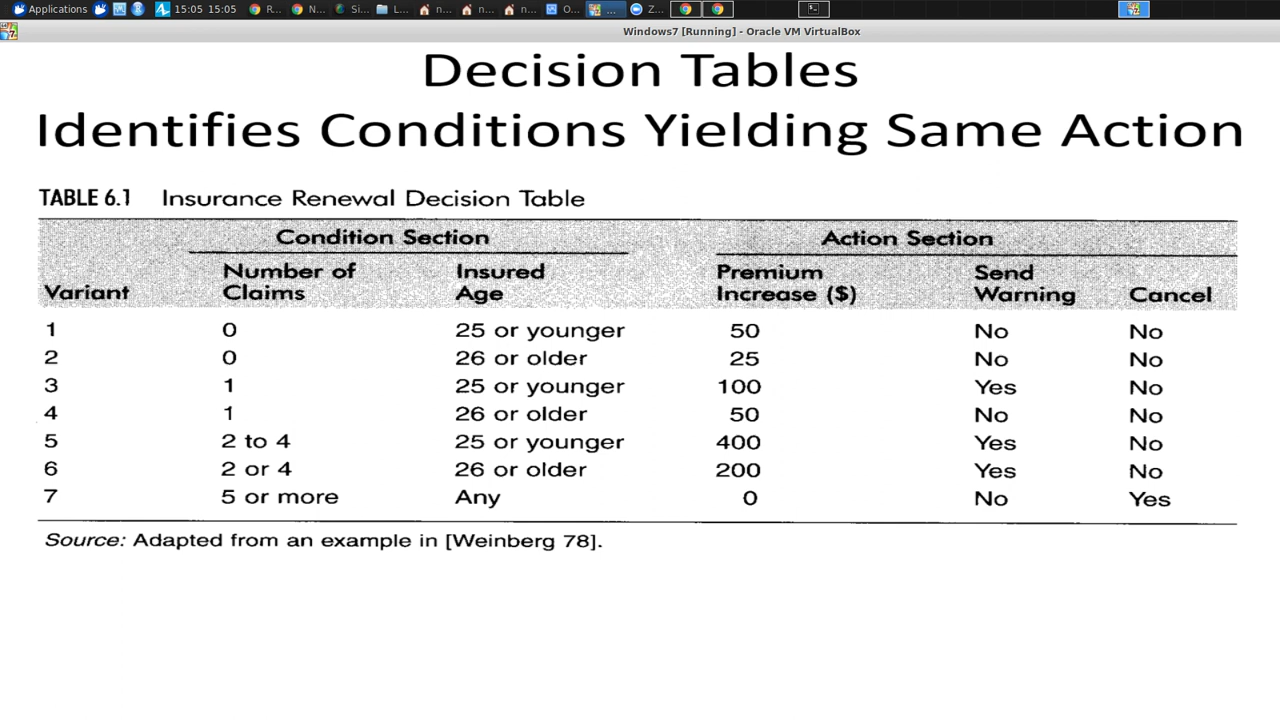 Applications 15:05 15:05 R... N... Si... L... n... n... n... O... ... Z...
Windows7 [Running] - Oracle VM VirtualBox
Decision Tables
Identifies Conditions Yielding Same Action
TABLE 6.1 Insurance Renewal Decision Table
Condition Section Action Section
Number of Insured Premium Send
Variant Claims Age Increase ($) Warning Cancel
1 0 25 or younger 50 No No
2 0 26 or older 25 No No
3 1 25 or younger 100 Yes No
4 1 26 or older 50 No No
5 2 to 4 25 or younger 400 Yes No
6 2 or 4 26 or older 200 Yes No
7 5 or more Any 0 No Yes
Source: Adapted from an example in [Weinberg 78].